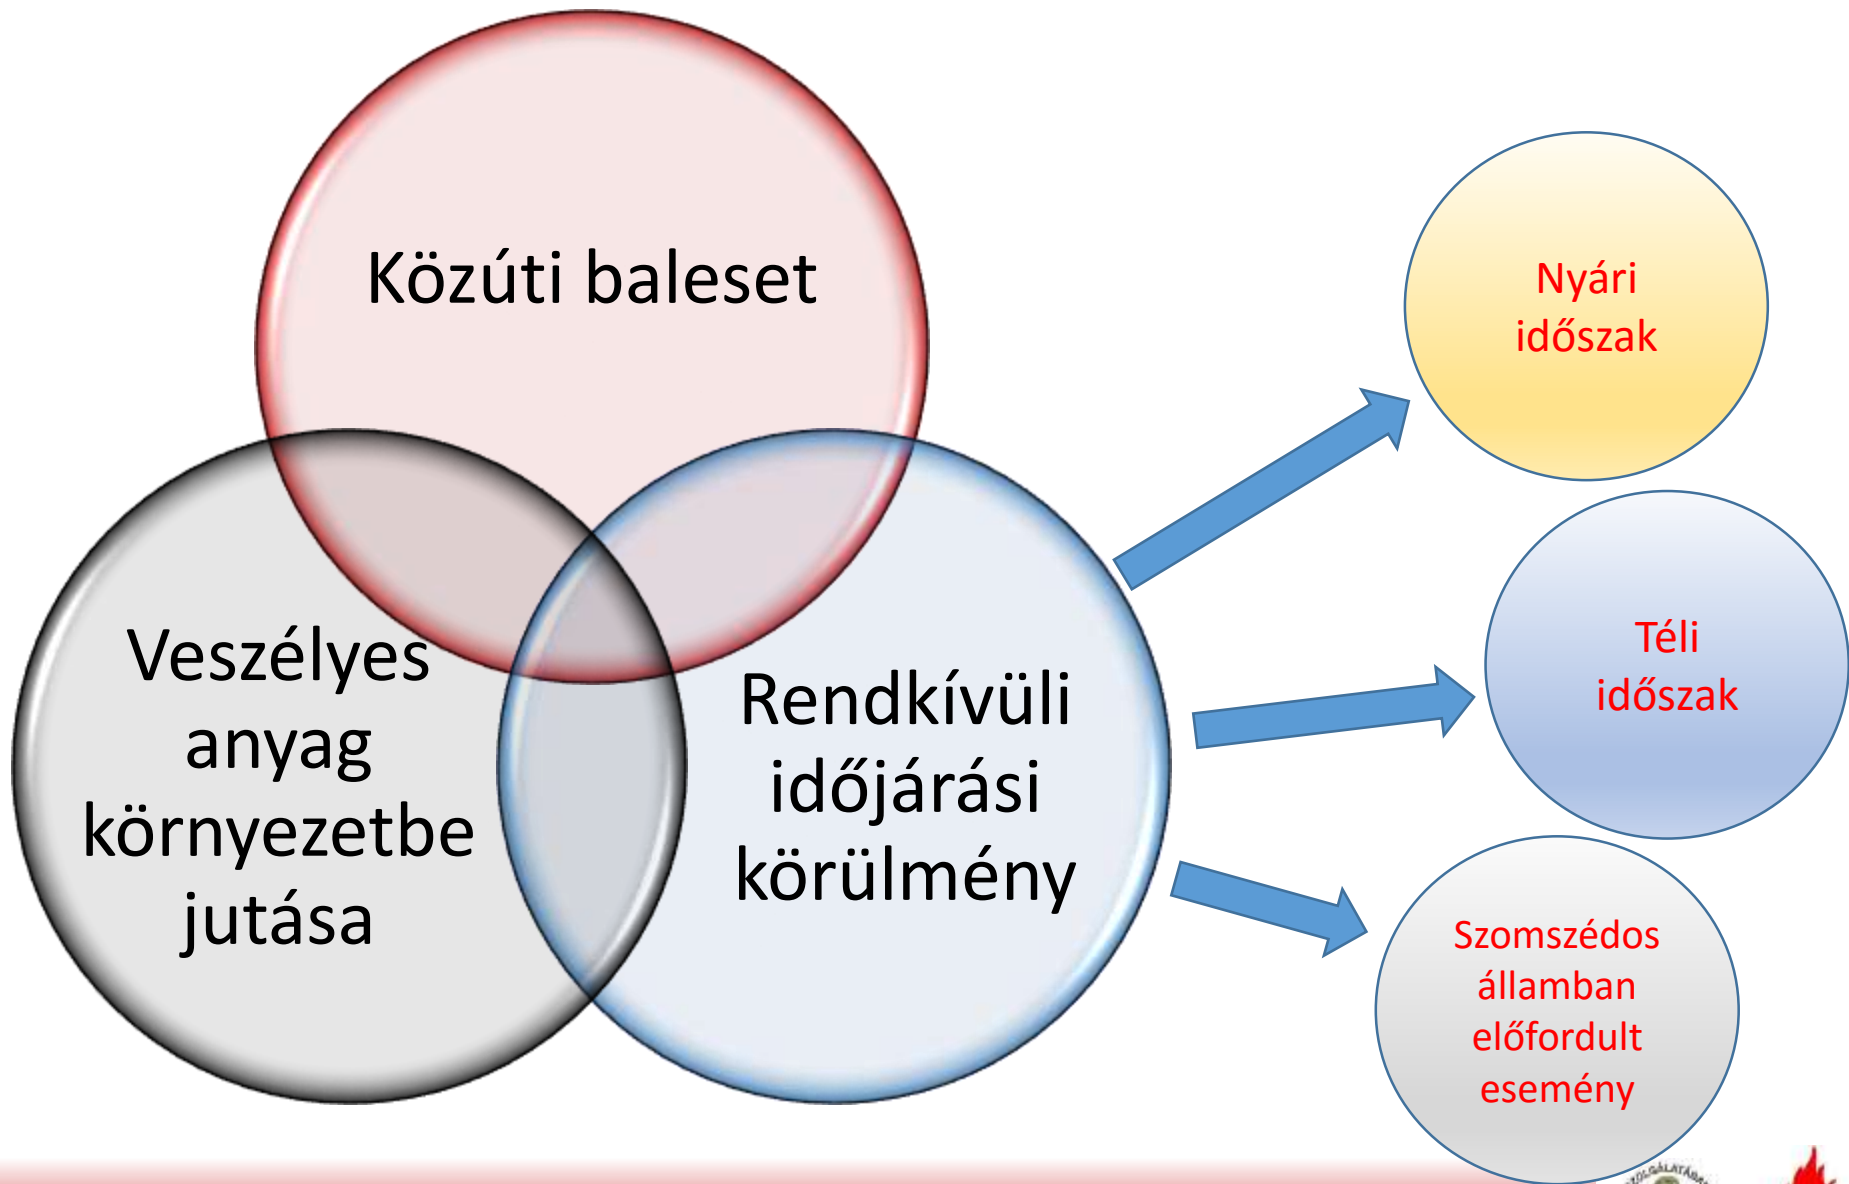 Közúti baleset
Veszélyes
anyag
környezetbe
jutása
Rendkívüli
időjárási
körülmény
Nyári
időszak
Téli
időszak
Szomszédos
államban
előfordult
esemény